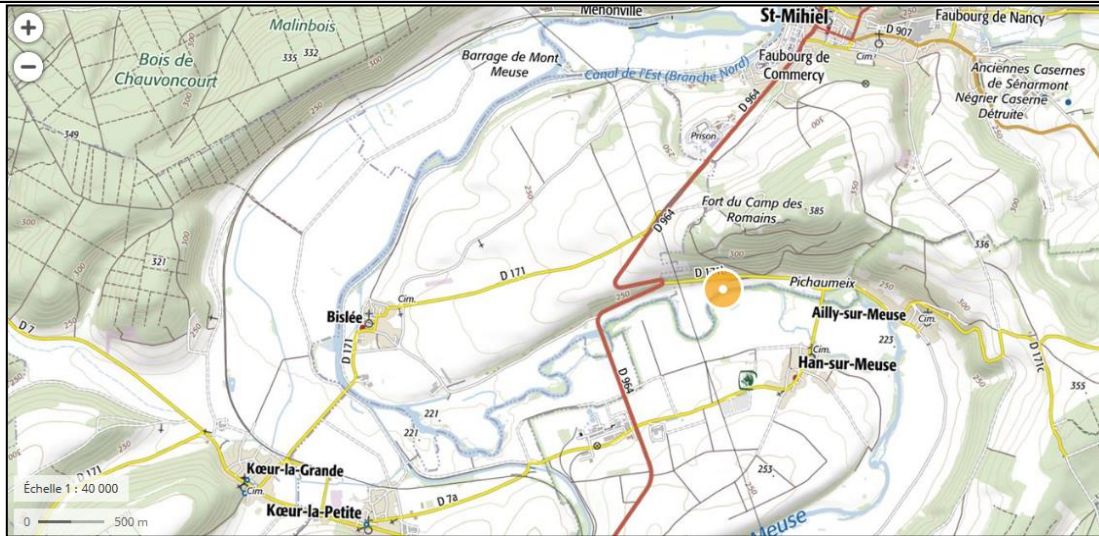 +
−
Malinbois
Bois de
Chauvoncourt
335
332
349
321
Menonville
Barrage de Mont
Meuse
Canal de l'Est (Branche Nord)
St-Mihiel
Faubourg de Nancy
D 907
Faubourg de
Commercy
Cim.
Anciennes Casernes
de Sénarmont
Négrier Caserne
Détruite
D 964
Prison
300
250
250
Fort du Camp des
Romains
385
D 964
336
300
D 171
250
Pichaumeix
Cim.
Bislée
D 171
Ailly-sur-Meuse
Cim.
223
D 7
Cim.
Han-sur-Meuse
D 171c
D 964
355
221
221
253
D 171
Kœur-la-Grande
Cim.
D 7a
Kœur-la-Petite
Meuse
Échelle 1 : 40 000
0
500 m